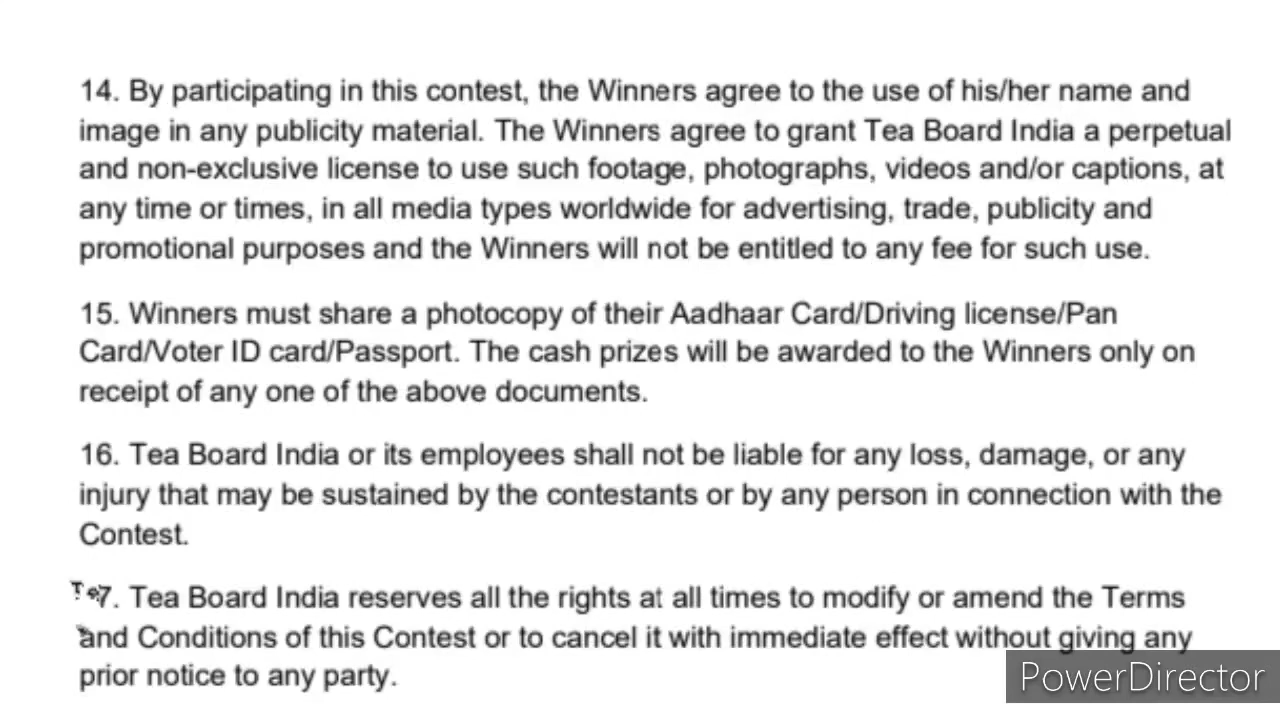 14. By participating in this contest, the Winners agree to the use of his/her name and
image in any publicity material. The Winners agree to grant Tea Board India a perpetual
and non-exclusive license to use such footage, photographs, videos and/or captions, at
any time or times, in all media types worldwide for advertising, trade, publicity and
promotional purposes and the Winners will not be entitled to any fee for such use.
15. Winners must share a photocopy of their Aadhaar Card/Driving license/Pan
Card/Voter ID card/Passport. The cash prizes will be awarded to the Winners only on
receipt of any one of the above documents.
16. Tea Board India or its employees shall not be liable for any loss, damage, or any
injury that may be sustained by the contestants or by any person in connection with the
Contest.
7. Tea Board India reserves all the rights at all times to modify or amend the Terms
and Conditions of this Contest or to cancel it with immediate effect without giving any
prior notice to any party.
PowerDirector